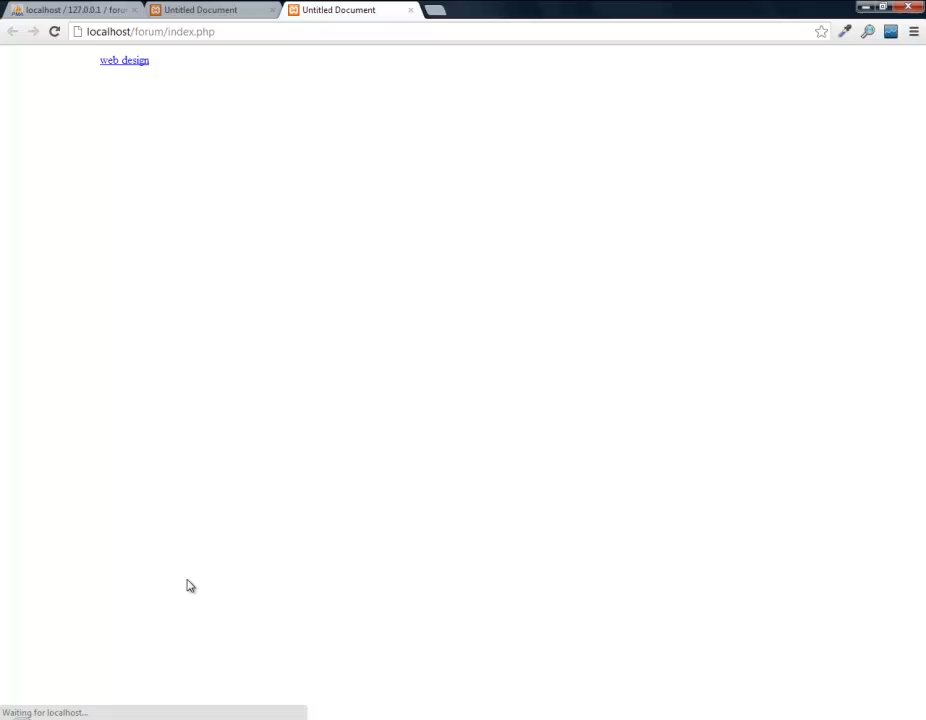 localhost / 127.0.0.1 / foru
Untitled Document
Untitled Document
localhost/forum/index.php
web design
Waiting for localhost...